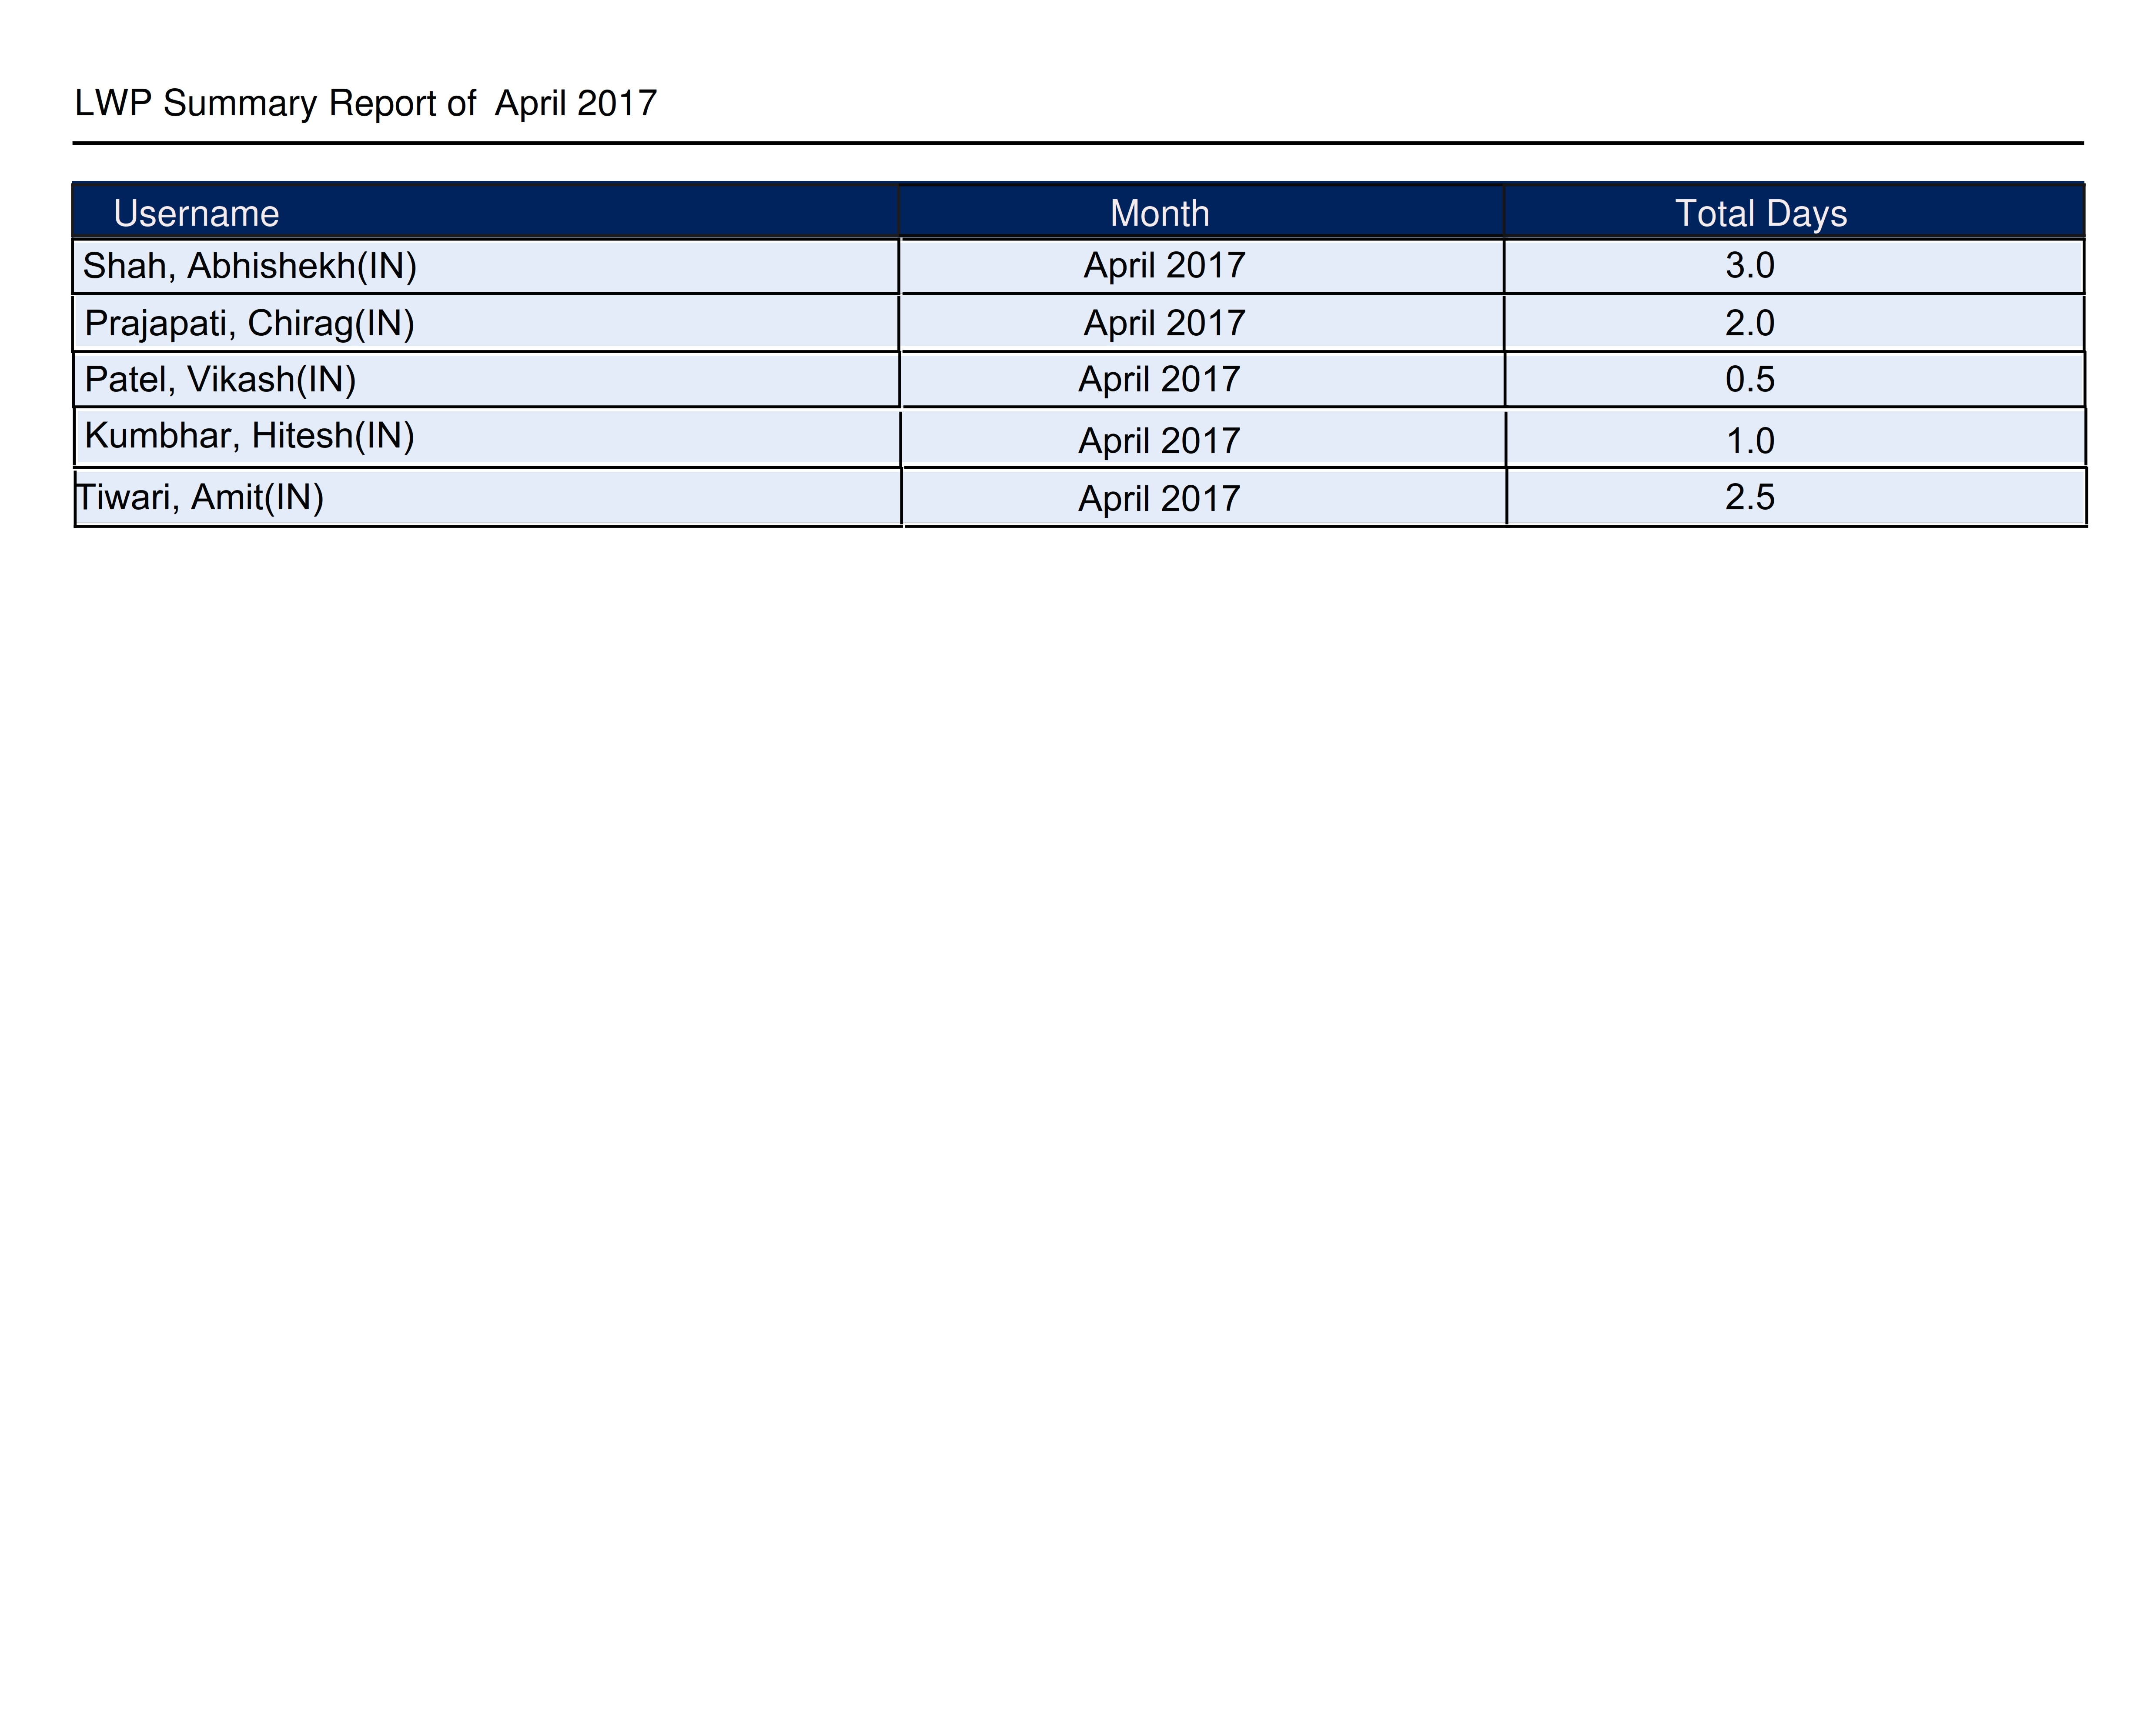 LWP Summary Report of  April 2017
Username Month Total Days
Shah, Abhishekh(IN) April 2017 3.0
Prajapati, Chirag(IN) April 2017 2.0
Patel, Vikash(IN) April 2017 0.5
Kumbhar, Hitesh(IN) April 2017 1.0
Tiwari, Amit(IN) April 2017 2.5